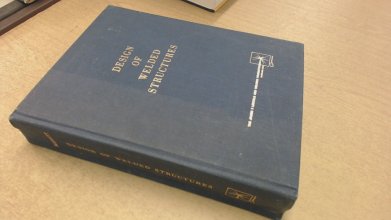 DESIGN
OF
WELDED
STRUCTURES
DESIGN OF WELDED STRUCTURES